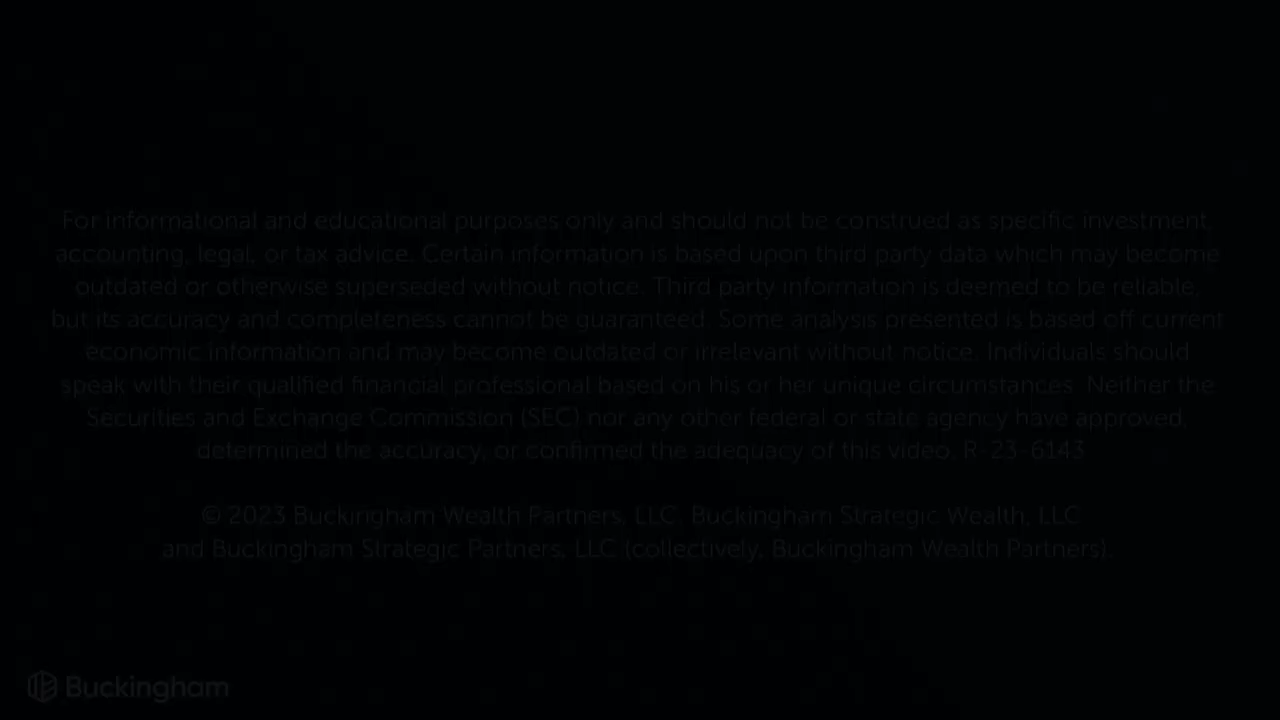 For informational and educational purposes only and should not be construed as specific investment,
accounting, legal, or tax advice. Certain information is based upon third party data which may become
outdated or otherwise superseded without notice. Third party information is deemed to be reliable,
but its accuracy and completeness cannot be guaranteed. Some analysis presented is based off current
economic information and may become outdated or irrelevant without notice. Individuals should
speak with their qualified financial professional based on his or her unique circumstances. Neither the
Securities and Exchange Commission (SEC) nor any other federal or state agency have approved,
determined the accuracy, or confirmed the adequacy of this video. R-23-6143
© 2023 Buckingham Wealth Partners, LLC, Buckingham Strategic Wealth, LLC
and Buckingham Strategic Partners, LLC (collectively, Buckingham Wealth Partners).
Buckingham